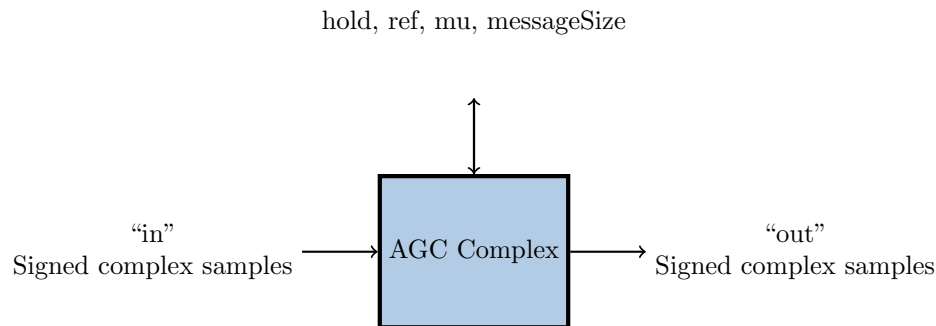 hold, ref, mu, messageSize
“in”
Signed complex samples
AGC Complex
“out”
Signed complex samples